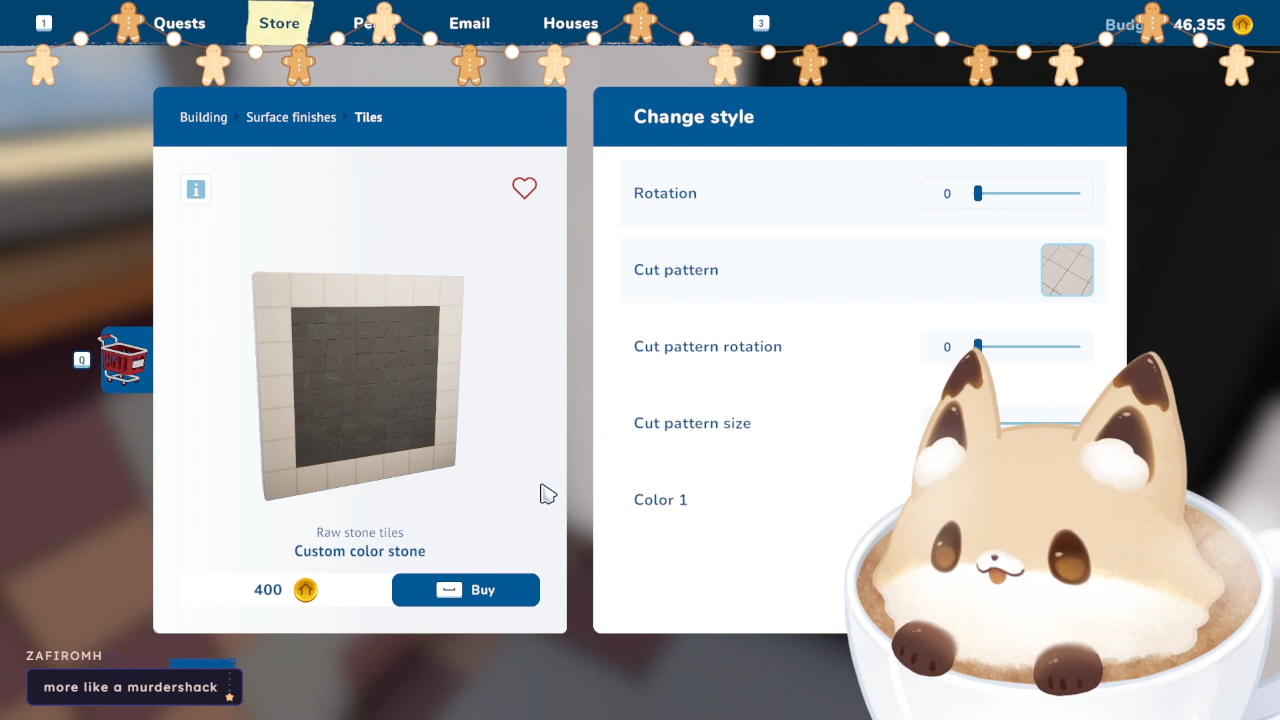 1
Quests
Store
Pe
Email
Houses
3
Budg
46,355
Building
Surface finishes
Tiles
Change style
i
Rotation
0
Cut pattern
Q
Cut pattern rotation
0
Cut pattern size
Color 1
Raw stone tiles
Custom color stone
400
Buy
ZAFIROMH
more like a murdershack